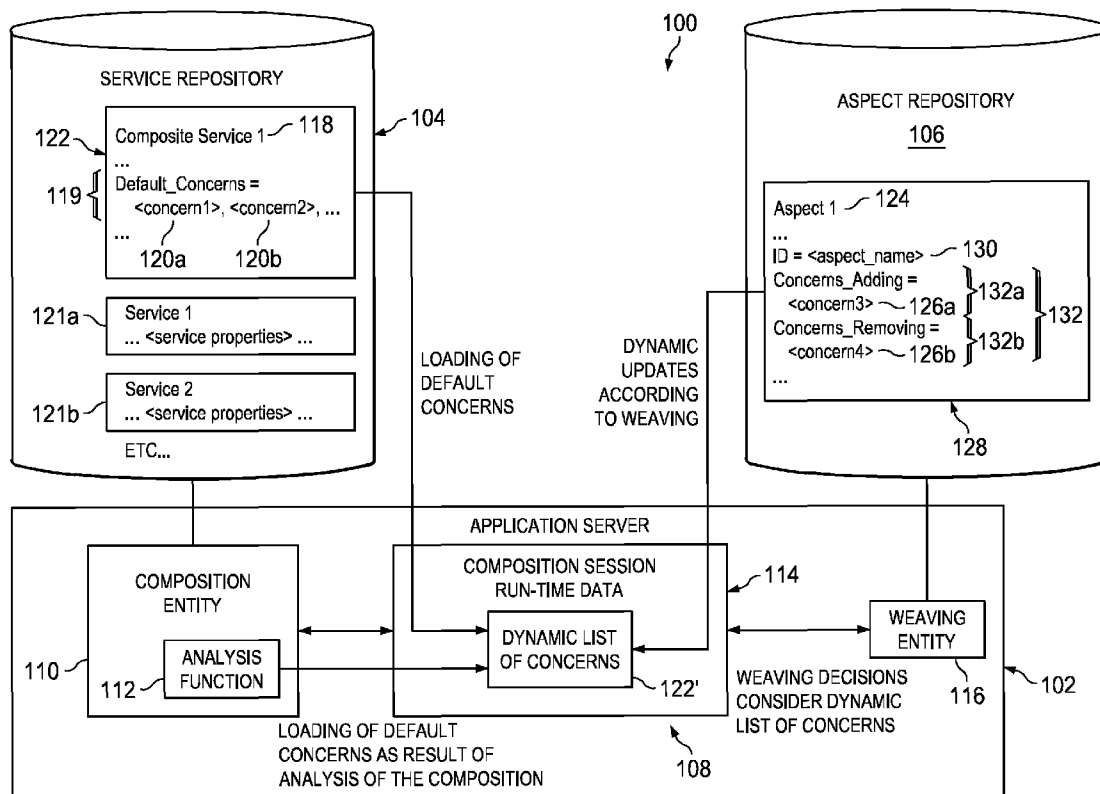 100
SERVICE REPOSITORY
104
122
Composite Service 1
118
...
119
Default_Concerns =
<concern1>, <concern2>, ...
...
120a
120b
121a
Service 1
... <service properties> ...
121b
Service 2
... <service properties> ...
ETC...
LOADING OF
DEFAULT
CONCERNS
ASPECT REPOSITORY
106
Aspect 1
124
...
ID = <aspect_name>
130
Concerns_Adding =
<concern3>
126a
132a
132
Concerns_Removing =
<concern4>
126b
132b
...
128
DYNAMIC
UPDATES
ACCORDING
TO WEAVING
APPLICATION SERVER
COMPOSITION
ENTITY
110
112
ANALYSIS
FUNCTION
COMPOSITION SESSION
RUN-TIME DATA
114
DYNAMIC LIST
OF CONCERNS
122'
WEAVING
ENTITY
116
102
WEAVING DECISIONS
CONSIDER DYNAMIC
LIST OF CONCERNS
LOADING OF DEFAULT
CONCERNS AS RESULT OF
ANALYSIS OF THE COMPOSITION
108